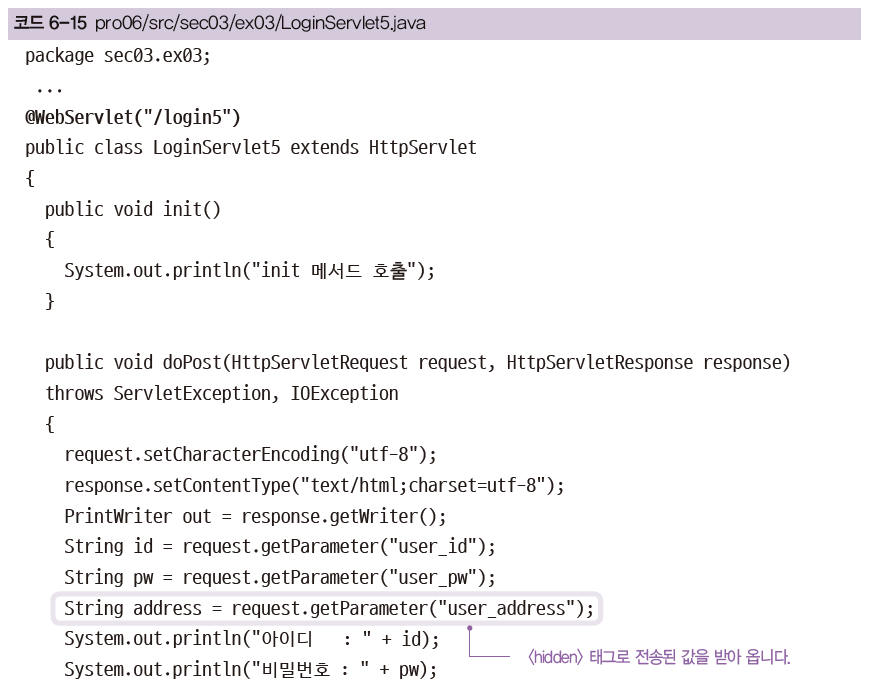 코드 6-15 pro06/src/sec03/ex03/LoginServlet5.java
package sec03.ex03;
...
@WebServlet("/login5")
public class LoginServlet5 extends HttpServlet
{
public void init()
{
System.out.println("init 메서드 호출");
}
public void doPost(HttpServletRequest request, HttpServletResponse response)
throws ServletException, IOException
{
request.setCharacterEncoding("utf-8");
response.setContentType("text/html;charset=utf-8");
PrintWriter out = response.getWriter();
String id = request.getParameter("user_id");
String pw = request.getParameter("user_pw");
String address = request.getParameter("user_address");
System.out.println("아이디   : " + id);
<hidden> 태그로 전송된 값을 받아 옵니다.
System.out.println("비밀번호 : " + pw);